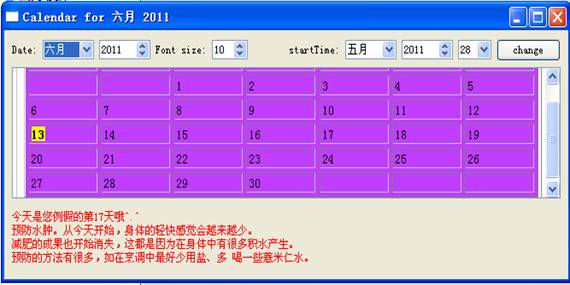 Calendar for 六月 2011
Date: 六月 2011 Font size: 10 startTime: 五月 2011 28 change
1 2 3 4 5
6 7 8 9 10 11 12
13 14 15 16 17 18 19
20 21 22 23 24 25 26
27 28 29 30
今天是您例假的第17天哦^.^
预防水肿。从今天开始，身体的轻快感觉会越来越少。
减肥的成果也开始消失，这都是因为在身体中有很多积水产生。
预防的方法有很多，如在烹调中最好少用盐、多 喝一些薏米仁水。